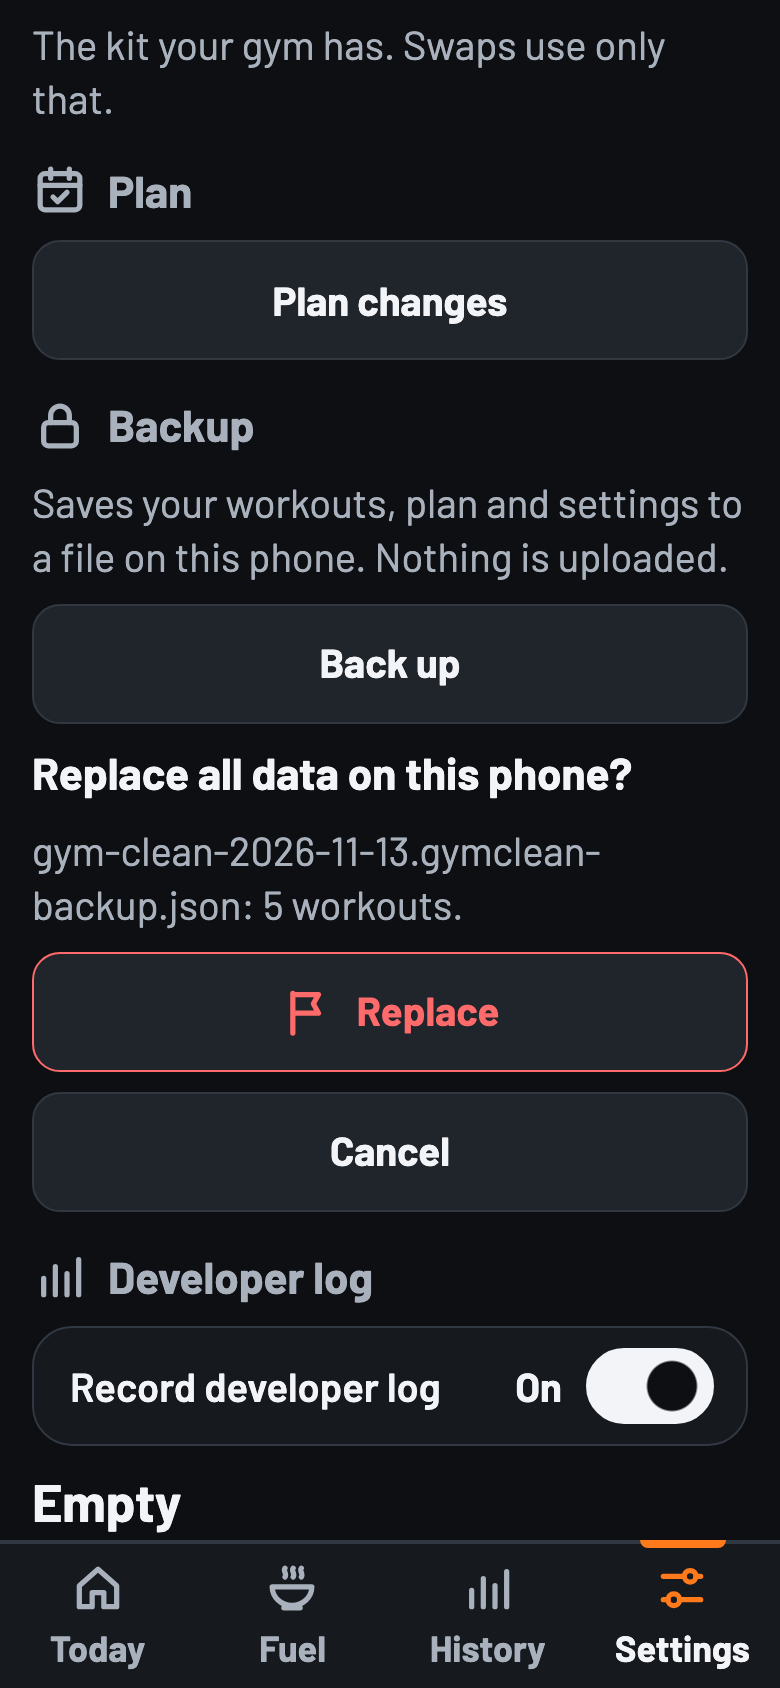 The kit your gym has. Swaps use only
that.
Plan
Plan changes
Backup
Saves your workouts, plan and settings to
a file on this phone. Nothing is uploaded.
Back up
Replace all data on this phone?
gym-clean-2026-11-13.gymclean-
backup.json: 5 workouts.
Replace
Cancel
Developer log
Record developer log On
Empty
Today Fuel History Settings